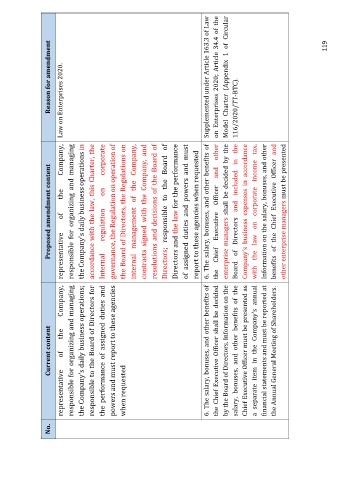 No.
Current content
Proposed amendment content
Reason for amendment
representative of the Company,
responsible for organizing and managing
the Company's daily business operations;
responsible to the Board of Directors for
the performance of assigned duties and
powers and must report to these agencies
when requested
representative of the Company,
responsible for organizing and managing
the Company's daily business operations in
accordance with the law, this Charter, the
Internal regulation on corporate
governance, the Regulation on operation of
the Board of Directors, the Regulations on
internal management of the Company,
contracts signed with the Company, and
resolutions and decisions of the Board of
Directors; responsible to the Board of
Directors and the law for the performance
of assigned duties and powers and must
report to these agencies when requested
Law on Enterprises 2020.
6. The salary, bonuses, and other benefits of
the Chief Executive Officer shall be decided
by the Board of Directors. Information on the
salary, bonuses, and other benefits of the
Chief Executive Officer must be presented as
a separate item in the Company's annual
financial statements and must be reported at
the Annual General Meeting of Shareholders.
6. The salary, bonuses, and other benefits of
the Chief Executive Officer and other
enterprise managers shall be decided by the
Board of Directors and included in the
Company's business expenses in accordance
with the law on corporate income tax.
Information on the salary, bonuses, and other
benefits of the Chief Executive Officer and
other enterprise managers must be presented
Supplemented under Article 163.3 of Law
on Enterprises 2020; Article 34.4 of the
Model Charter (Appendix 1 of Circular
116/2020/TT-BTC).
119